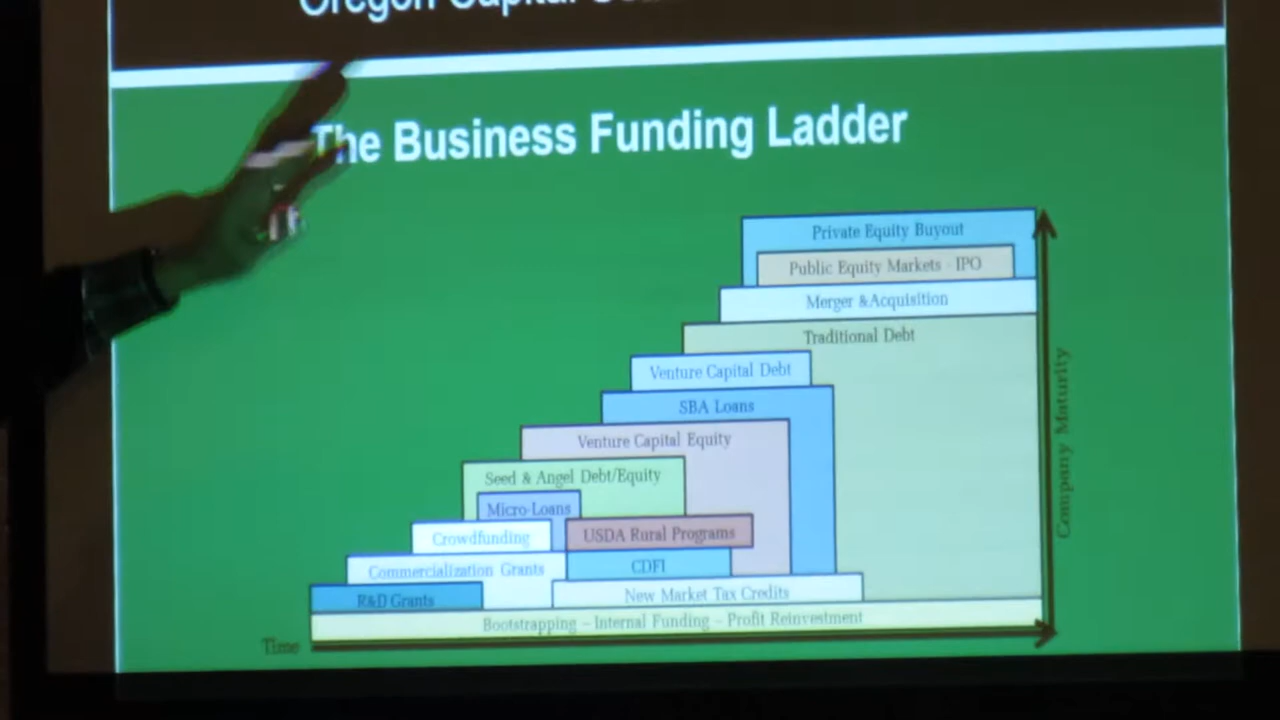 Oregon Capital
The Business Funding Ladder
Private Equity Buyout
Public Equity Markets - IPO
Merger &Acquisition
Traditional Debt
Venture Capital Debt
SBA Loans
Venture Capital Equity
Seed & Angel Debt/Equity
Micro-Loans
USDA Rural Programs
Crowdfunding
CDFI
Commercialization Grants
New Market Tax Credits
R&D Grants
Bootstrapping – Internal Funding – Profit Reinvestment
Time
Company Maturity